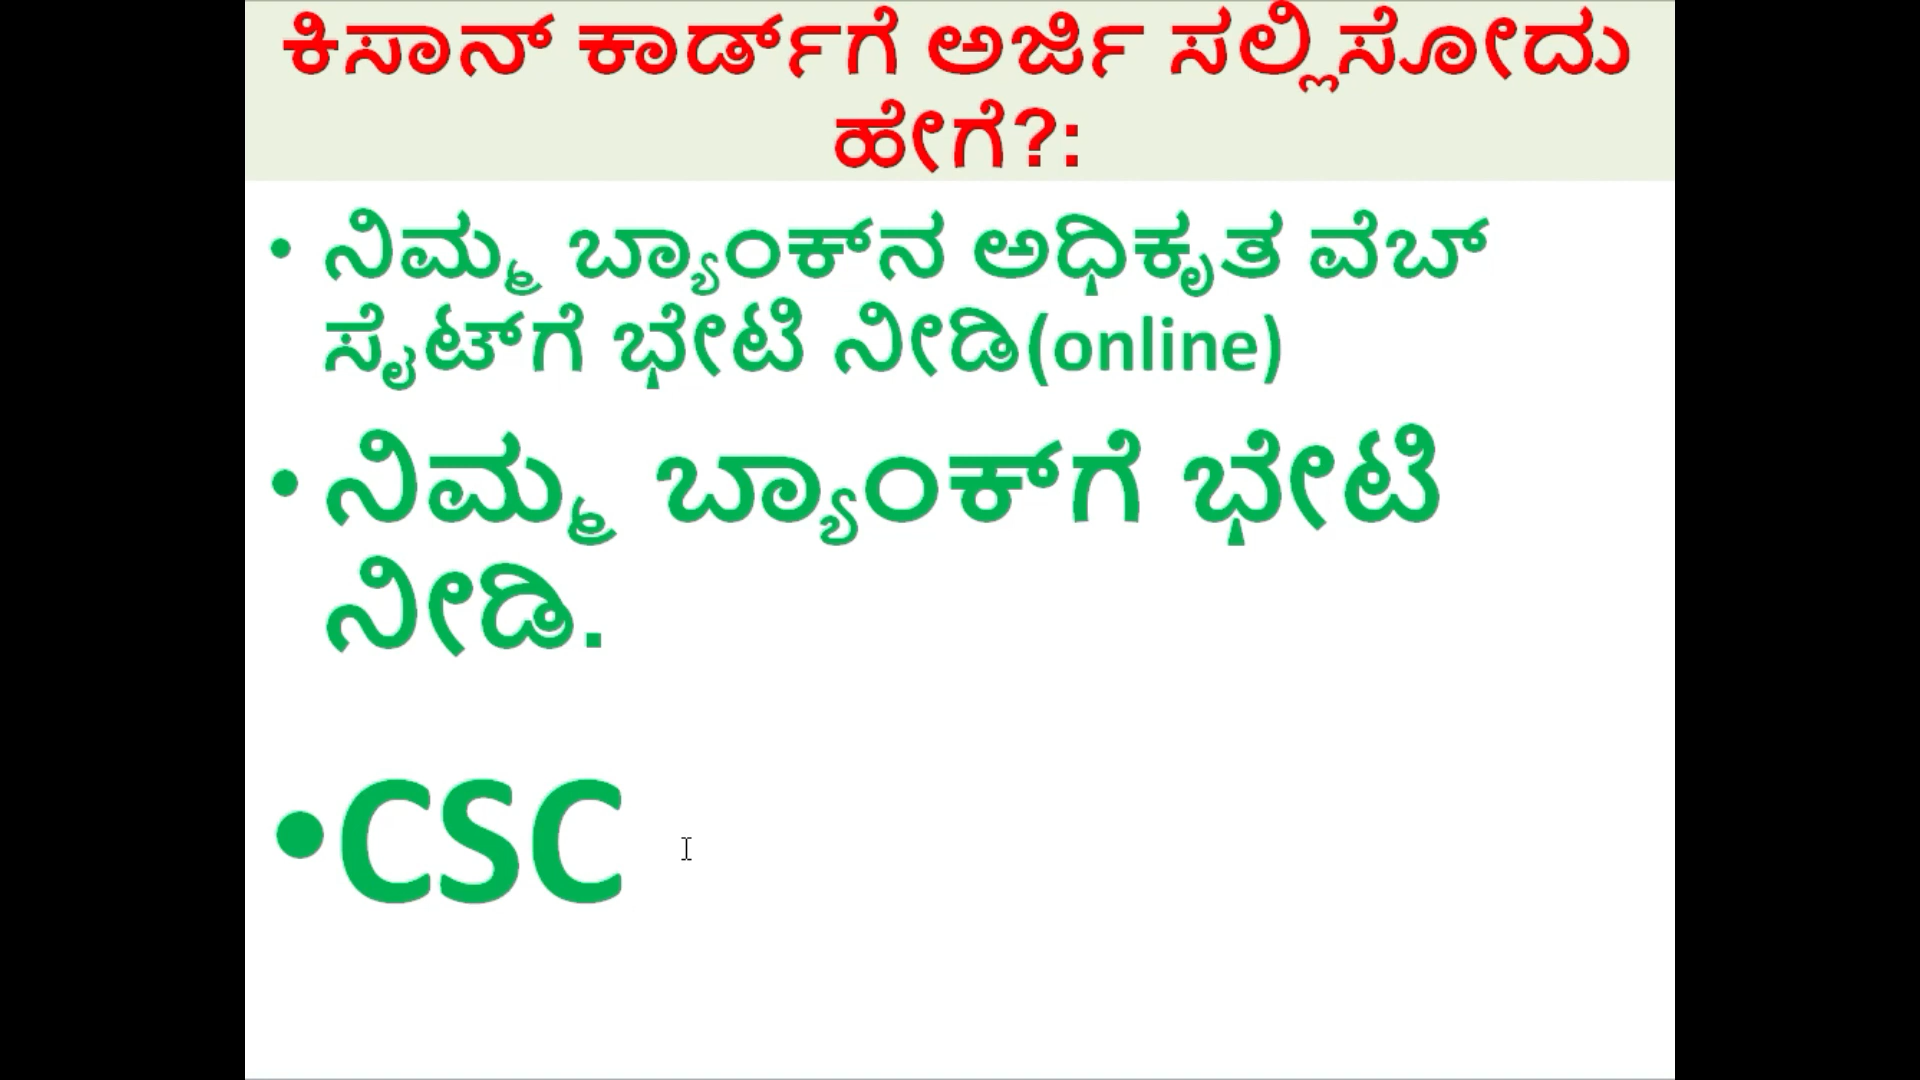 ಕಿಸಾನ್ ಕಾರ್ಡ್‌ಗೆ ಅರ್ಜಿ ಸಲ್ಲಿಸೋದು
ಹೇಗೆ?:
• ನಿಮ್ಮ ಬ್ಯಾಂಕ್‌ನ ಅಧಿಕೃತ ವೆಬ್
ಸೈಟ್‌ಗೆ ಭೇಟಿ ನೀಡಿ(online)
• ನಿಮ್ಮ ಬ್ಯಾಂಕ್‌ಗೆ ಭೇಟಿ
ನೀಡಿ.
• CSC